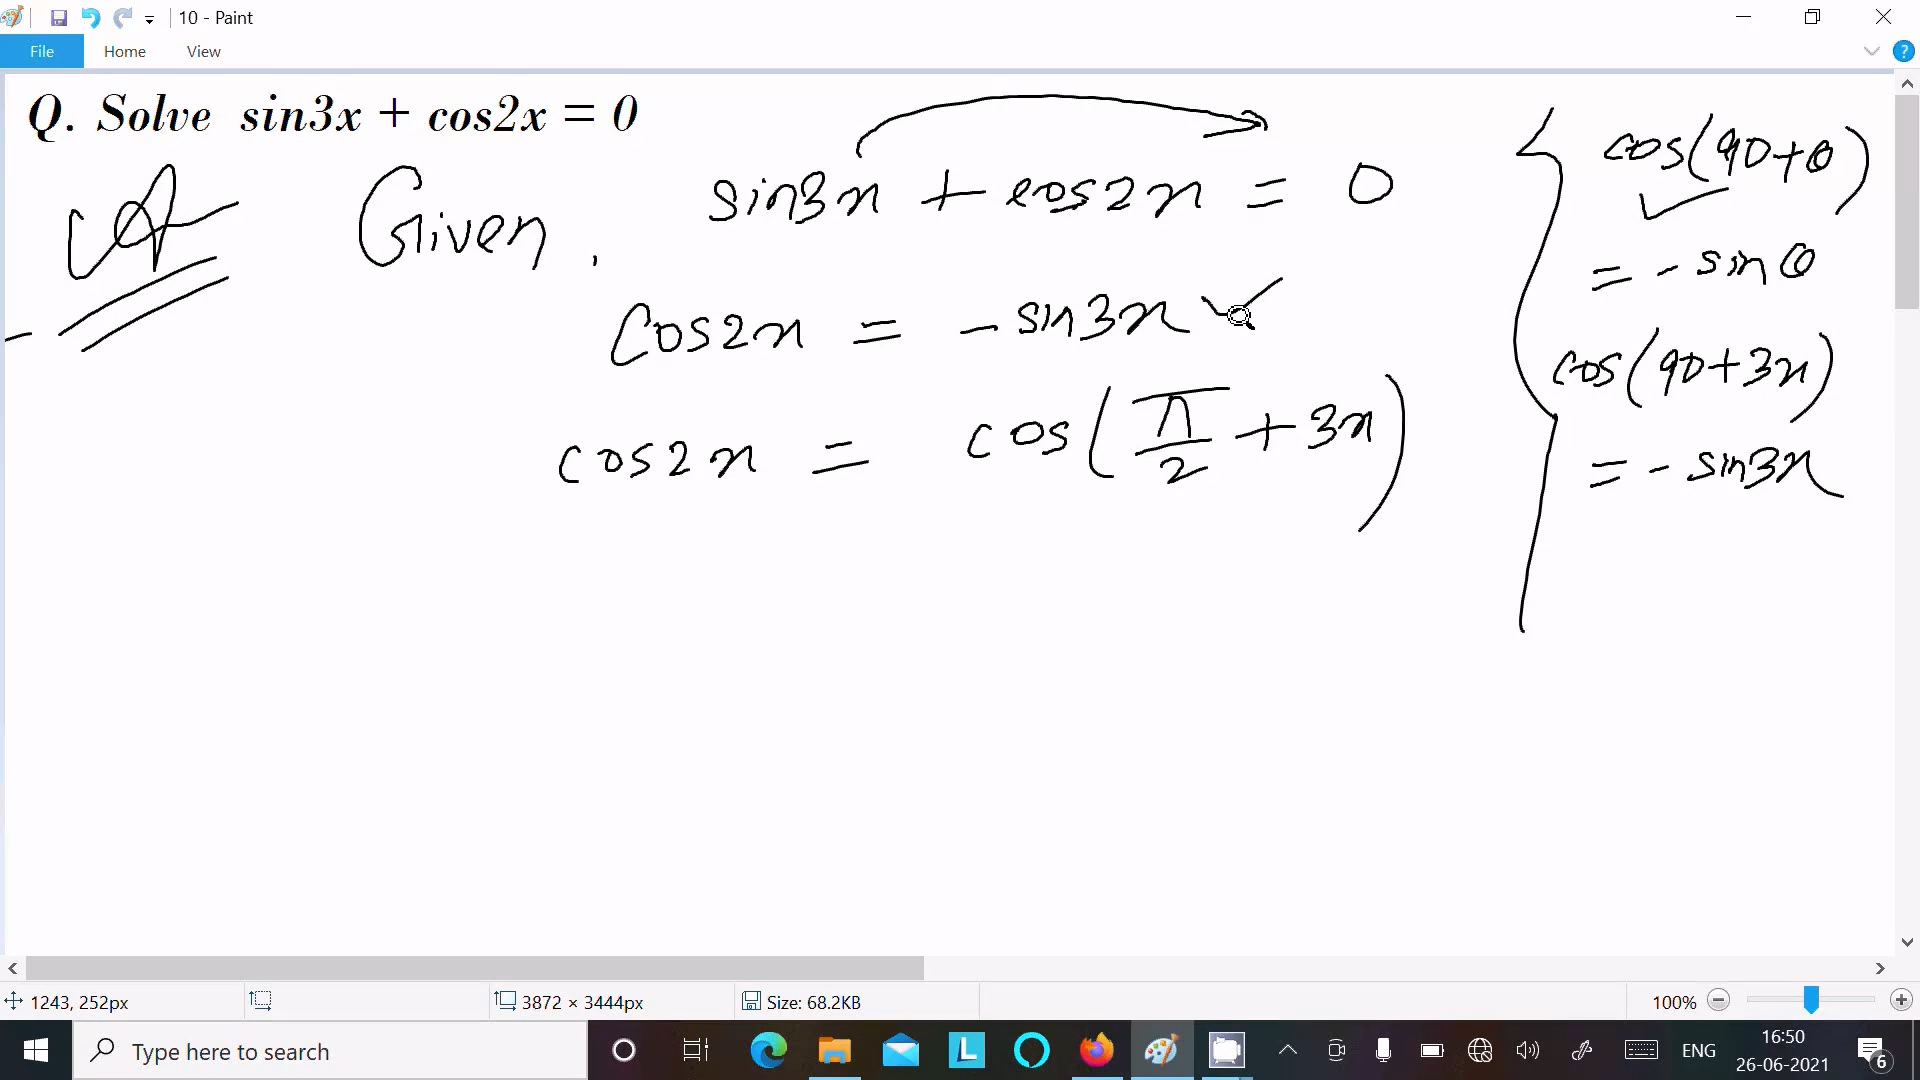 10 - Paint
File Home View
Q. Solve sin3x + cos2x = 0
Given, sin3x + cos2x = 0
cos2x = - sin3x
cos2x = cos(π/2 + 3x)
cos(90+θ)
= - sinθ
cos(90+3x)
= - sin3x
1243, 252px
3872 × 3444px
Size: 68.2KB
100%
Type here to search
L
ENG
16:50
26-06-2021
6